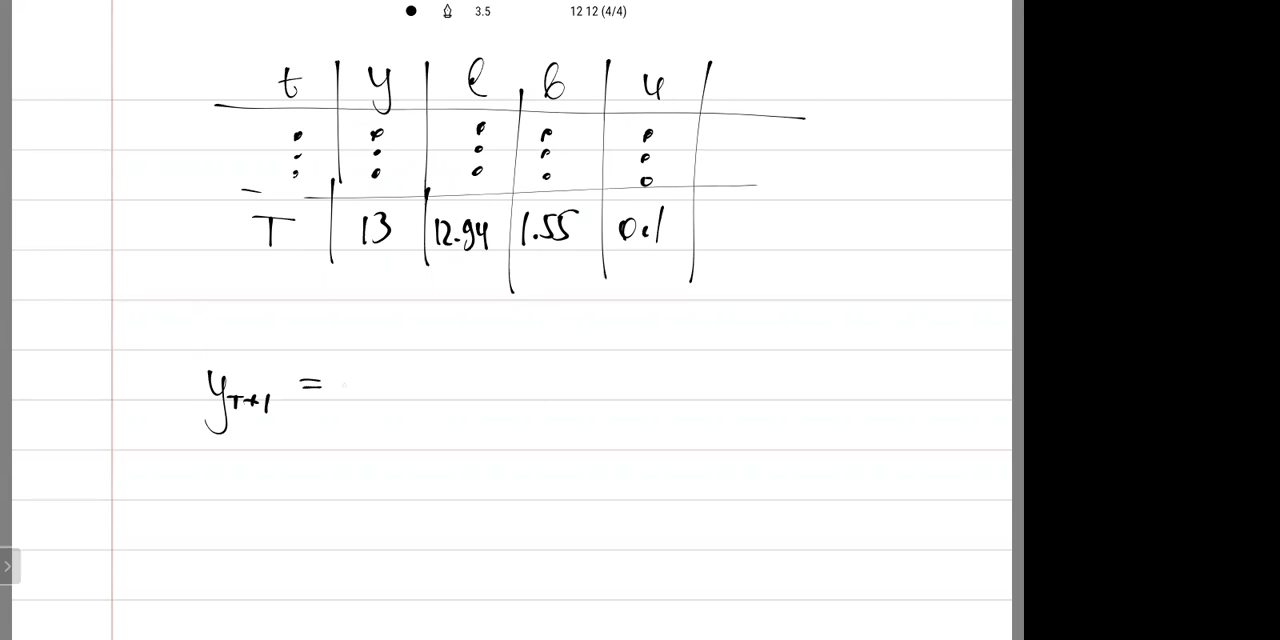 3.5 12 12 (4/4)
t y l b u
T 13 12.94 1.55 0.1
y_{T+1} =